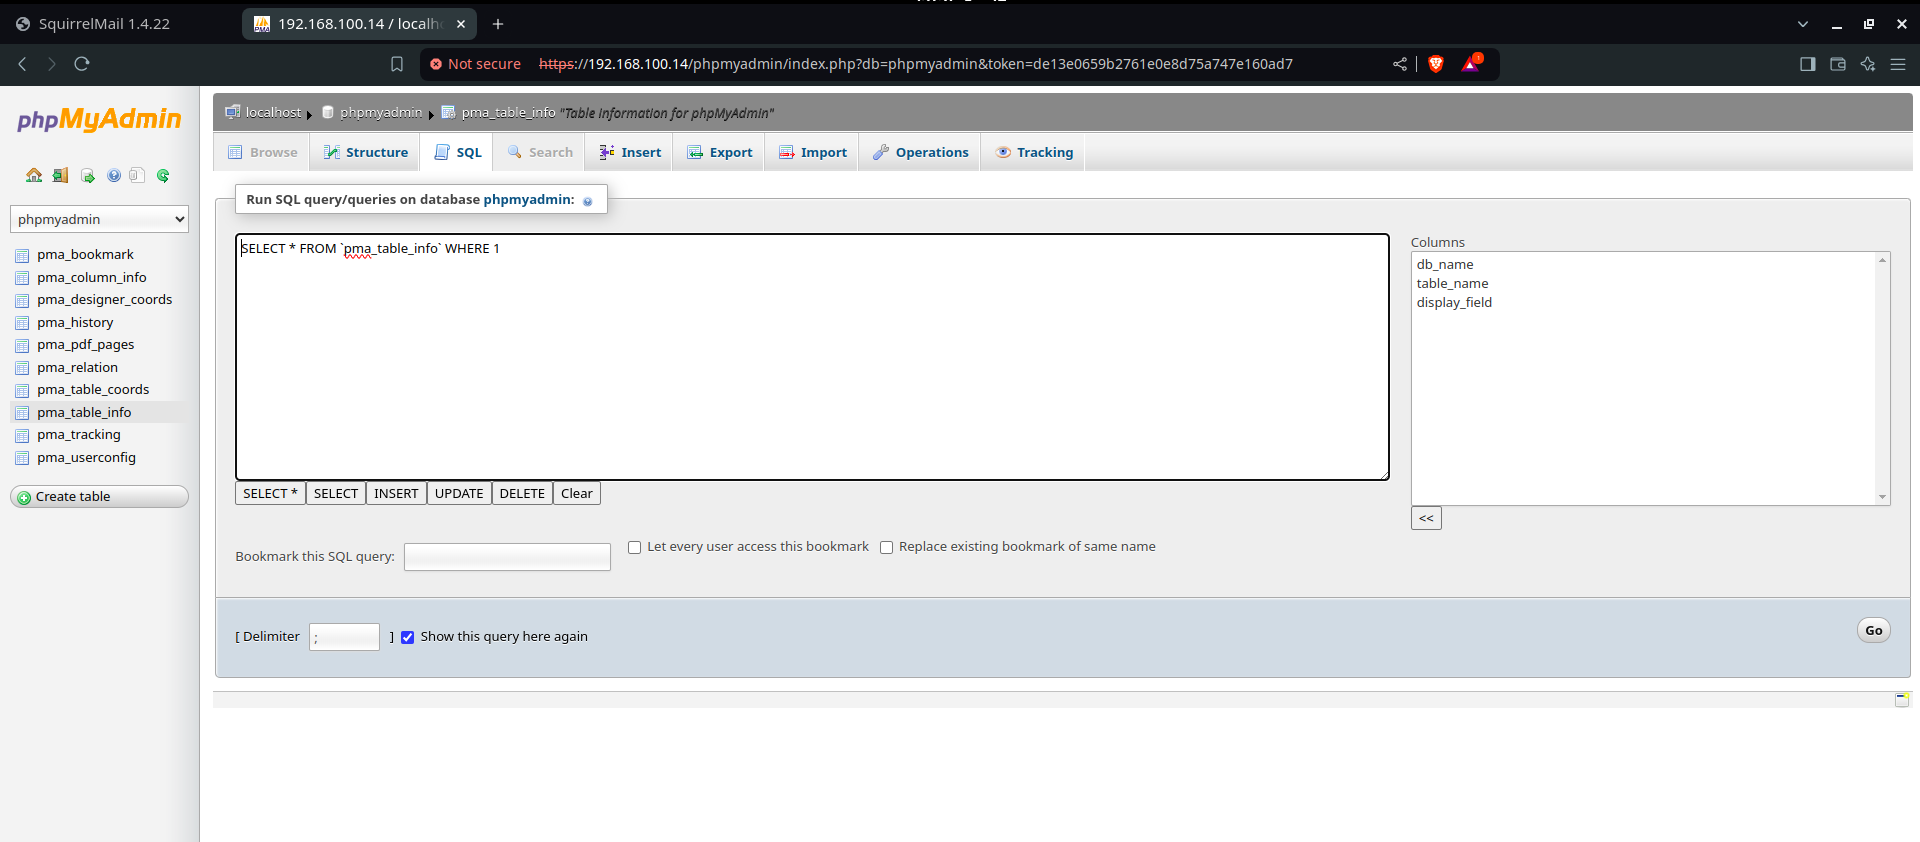 SquirrelMail 1.4.22
192.168.100.14 / localh
Not secure https://192.168.100.14/phpmyadmin/index.php?db=phpmyadmin&token=de13e0659b2761e0e8d75a747e160ad7
phpMyAdmin
phpmyadmin
pma_bookmark
pma_column_info
pma_designer_coords
pma_history
pma_pdf_pages
pma_relation
pma_table_coords
pma_table_info
pma_tracking
pma_userconfig
Create table
localhost phpmyadmin pma_table_info "Table information for phpMyAdmin"
Browse Structure SQL Search Insert Export Import Operations Tracking
Run SQL query/queries on database phpmyadmin:
SELECT * FROM `pma_table_info` WHERE 1
Columns
db_name
table_name
display_field
SELECT * SELECT INSERT UPDATE DELETE Clear
<<
Bookmark this SQL query: Let every user access this bookmark Replace existing bookmark of same name
[ Delimiter ; ] Show this query here again
Go